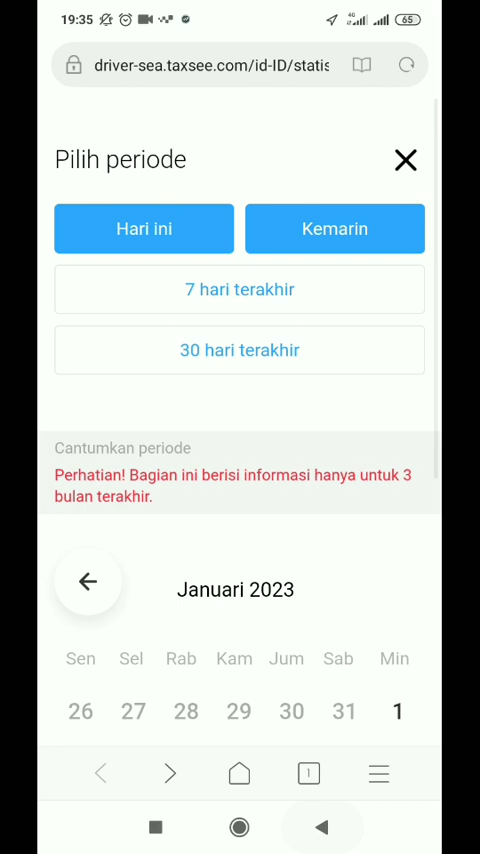 19:35
4G
65
driver-sea.taxsee.com/id-ID/statis
Pilih periode
Hari ini
Kemarin
7 hari terakhir
30 hari terakhir
Cantumkan periode
Perhatian! Bagian ini berisi informasi hanya untuk 3
bulan terakhir.
Januari 2023
Sen Sel Rab Kam Jum Sab Min
26 27 28 29 30 31 1
1